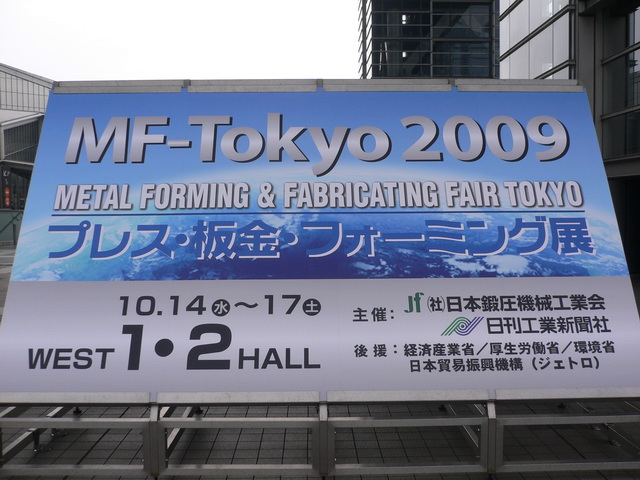 MF-Tokyo 2009
METAL FORMING & FABRICATING FAIR TOKYO
プレス・板金・フォーミング展
10.14㊌～17㊏
WEST 1・2 HALL
主催：Jf (社)日本鍛圧機械工業会
日刊工業新聞社
後援：経済産業省／厚生労働省／環境省
日本貿易振興機構（ジェトロ）